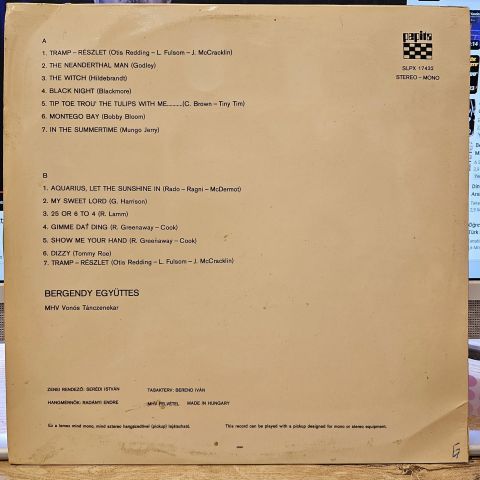 pepita
SLPX 17433
STEREO – MONO
A
1. TRAMP – RÉSZLET (Otis Redding – L. Fulsom – J. McCracklin)
2. THE NEANDERTHAL MAN (Godley)
3. THE WITCH (Hildebrandt)
4. BLACK NIGHT (Blackmore)
5. TIP TOE TROU' THE TULIPS WITH ME.........(C. Brown – Tiny Tim)
6. MONTEGO BAY (Bobby Bloom)
7. IN THE SUMMERTIME (Mungo Jerry)
B
1. AQUARIUS, LET THE SUNSHINE IN (Rado – Ragni – McDermot)
2. MY SWEET LORD (G. Harrison)
3. 25 OR 6 TO 4 (R. Lamm)
4. GIMME DAT DING (R. Greenaway – Cook)
5. SHOW ME YOUR HAND (R. Greenaway – Cook)
6. DIZZY (Tommy Roe)
7. TRAMP – RÉSZLET (Otis Redding – L. Fulsom – J. McCracklin)
BERGENDY EGYÜTTES
MHV Vonós Tánczenekar
ZENEI RENDEZŐ: SERÉDI ISTVÁN
TASAKTERV: BEREND IVÁN
HANGMÉRNÖK: RADÁNYI ENDRE
MHV FELVÉTEL MADE IN HUNGARY
Ez a lemez mind mono, mind sztereo hangszedővel (pickup) lejátszható.
This record can be played with a pickup designed for mono or stereo equipment.